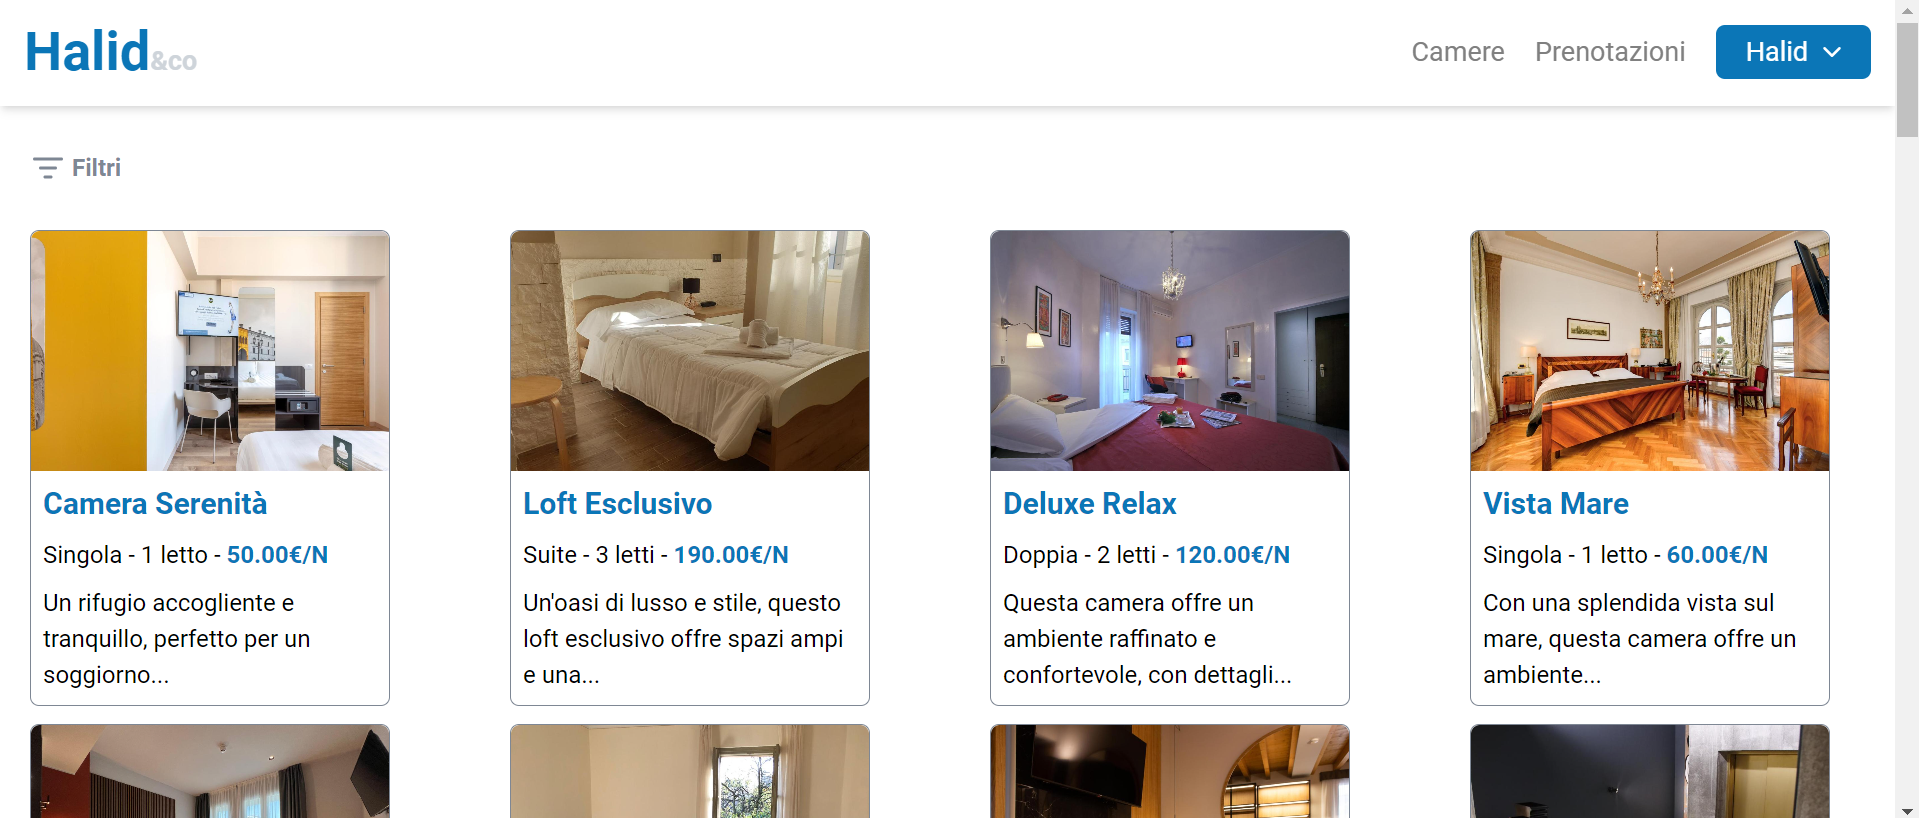 Halid&co
Camere
Prenotazioni
Halid
Filtri
Camera Serenità
Singola - 1 letto - 50.00€/N
Un rifugio accogliente e
tranquillo, perfetto per un
soggiorno...
Loft Esclusivo
Suite - 3 letti - 190.00€/N
Un'oasi di lusso e stile, questo
loft esclusivo offre spazi ampi
e una...
Deluxe Relax
Doppia - 2 letti - 120.00€/N
Questa camera offre un
ambiente raffinato e
confortevole, con dettagli...
Vista Mare
Singola - 1 letto - 60.00€/N
Con una splendida vista sul
mare, questa camera offre un
ambiente...